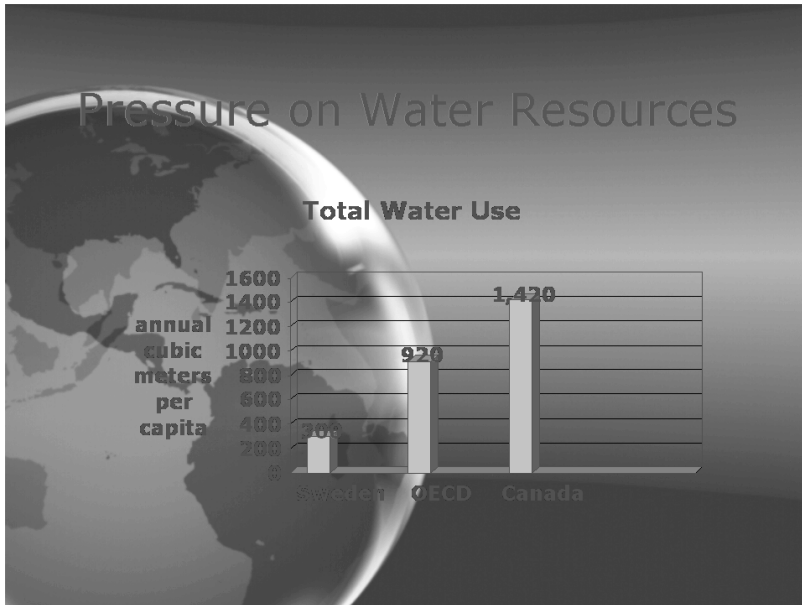 Pressure on Water Resources
Total Water Use
1600
1400
1200
1000
800
600
400
200
0
annual
cubic
meters
per
capita
300
920
1,420
Sweden OECD Canada